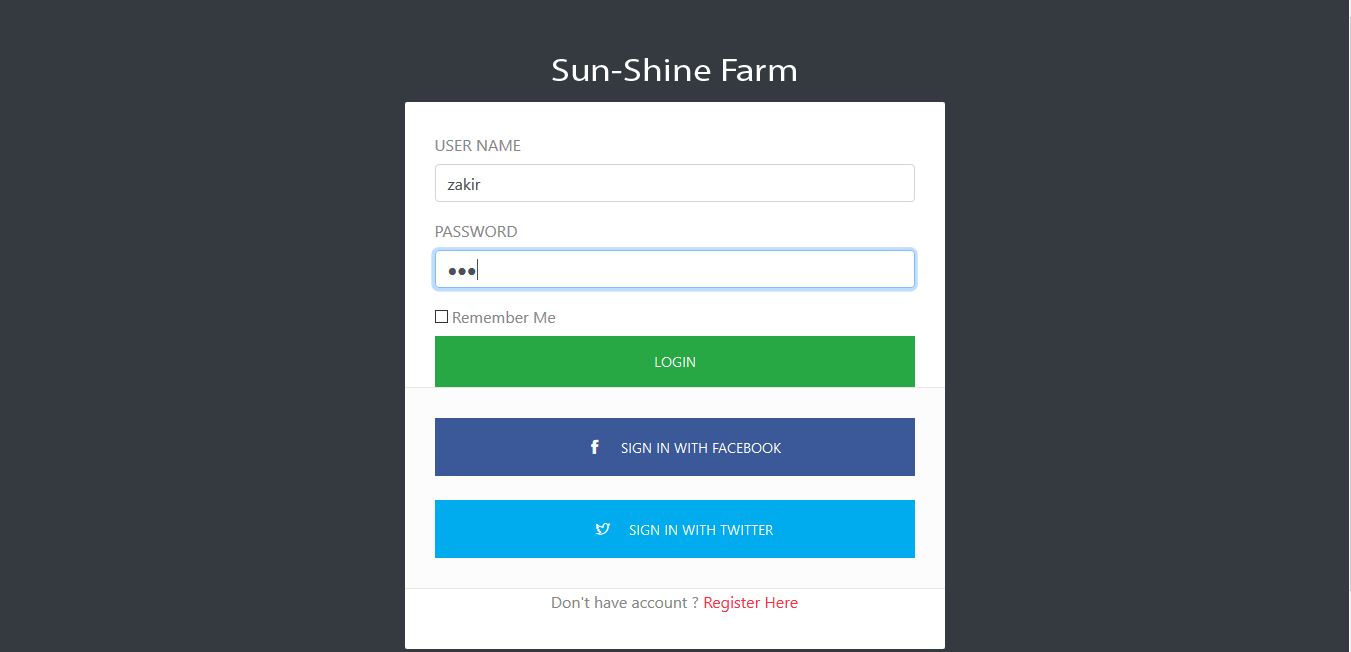 Sun-Shine Farm
USER NAME
zakir
PASSWORD
●●●
Remember Me
LOGIN
SIGN IN WITH FACEBOOK
SIGN IN WITH TWITTER
Don't have account ? Register Here